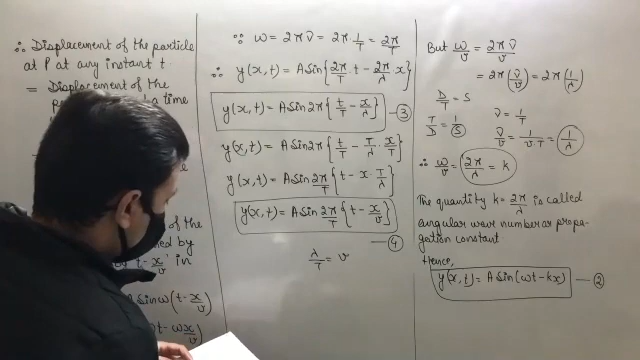 ∴ Displacement of the particle
at P at any instant t
= Displacement of the
a time
of the
by
t - x/v' in
A sin ω (t - x/v)
t - ωx/v)
∵ ω = 2πν = 2π·1/T = 2π/T
∴ y(x,t) = A sin{2π/T·t - 2π/λ·x}
y(x,t) = A sin 2π{t/T - x/λ} —③
y(x,t) = A sin 2π{t/T - T/λ·x/T}
y(x,t) = A sin 2π/T{t - x·T/λ}
y(x,t) = A sin 2π/T{t - x/v}
—④
λ/T = v
But ω/v = 2πν/v
= 2π(ν/v) = 2π(1/λ)
D/T = S
T/D = 1/S
ν = 1/T
ν/v = 1/v·T = 1/λ
∴ ω/v = 2π/λ = k
The quantity k = 2π/λ is called
angular wave number or propa-
gation constant
Hence,
y(x,t) = A sin(ωt - kx) —②